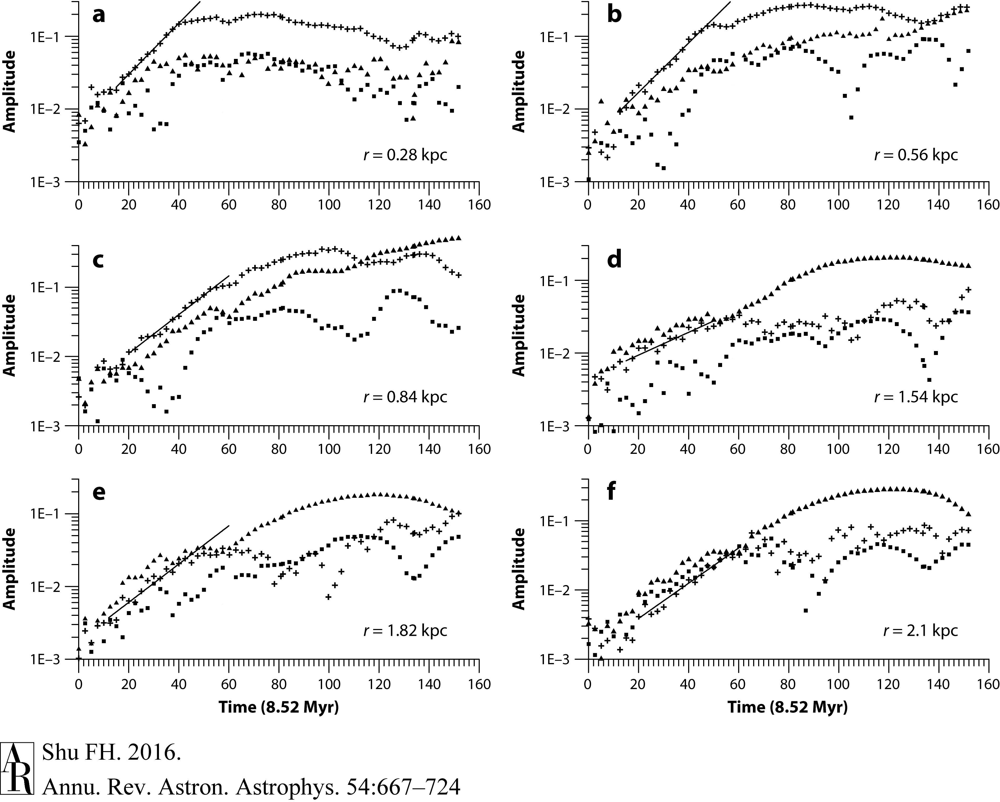 a
b
1E–1
1E–2
1E–3
Amplitude
r = 0.28 kpc
0 20 40 60 80 100 120 140 160
1E–1
1E–2
1E–3
Amplitude
r = 0.56 kpc
0 20 40 60 80 100 120 140 160
c
d
1E–1
1E–2
1E–3
Amplitude
r = 0.84 kpc
0 20 40 60 80 100 120 140 160
1E–1
1E–2
1E–3
Amplitude
r = 1.54 kpc
0 20 40 60 80 100 120 140 160
e
f
1E–1
1E–2
1E–3
Amplitude
r = 1.82 kpc
0 20 40 60 80 100 120 140 160
Time (8.52 Myr)
1E–1
1E–2
1E–3
Amplitude
r = 2.1 kpc
0 20 40 60 80 100 120 140 160
Time (8.52 Myr)
AR
Shu FH. 2016.
Annu. Rev. Astron. Astrophys. 54:667–724